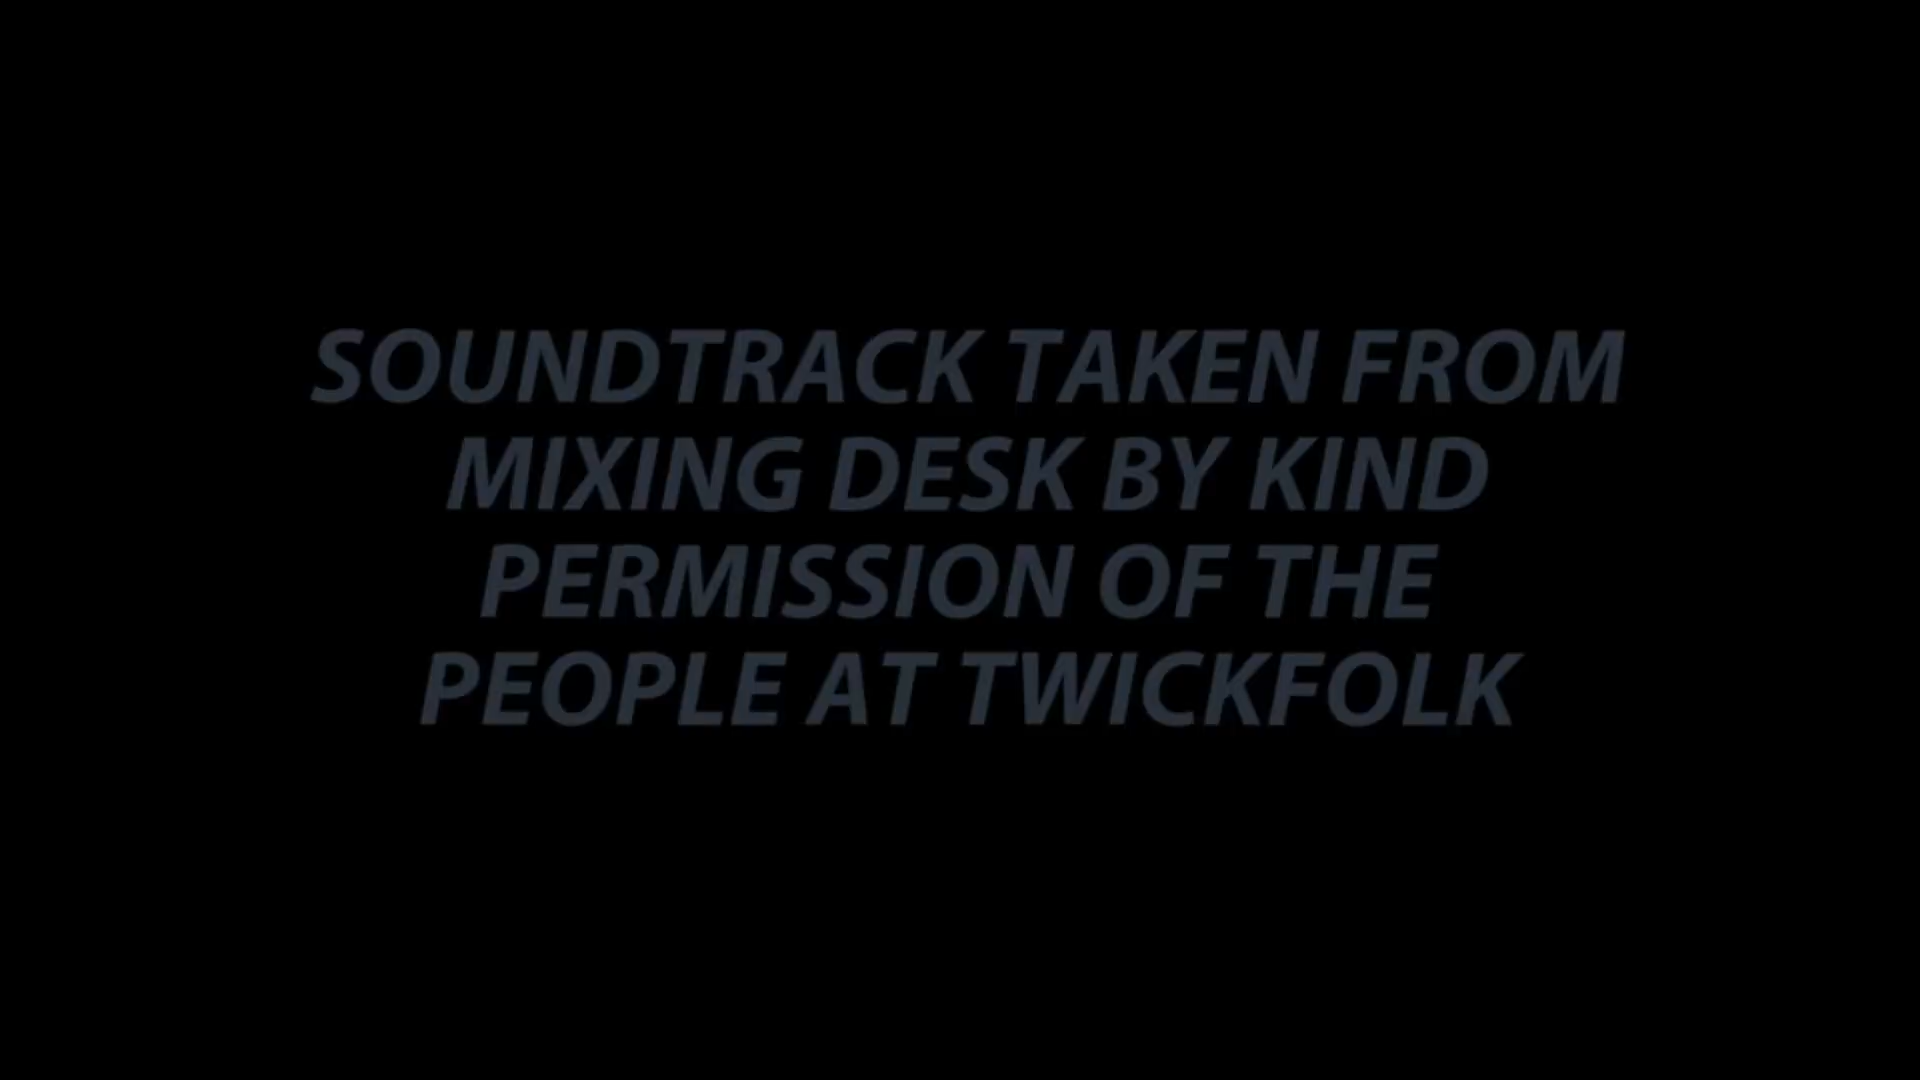 SOUNDTRACK TAKEN FROM
MIXING DESK BY KIND
PERMISSION OF THE
PEOPLE AT TWICKFOLK